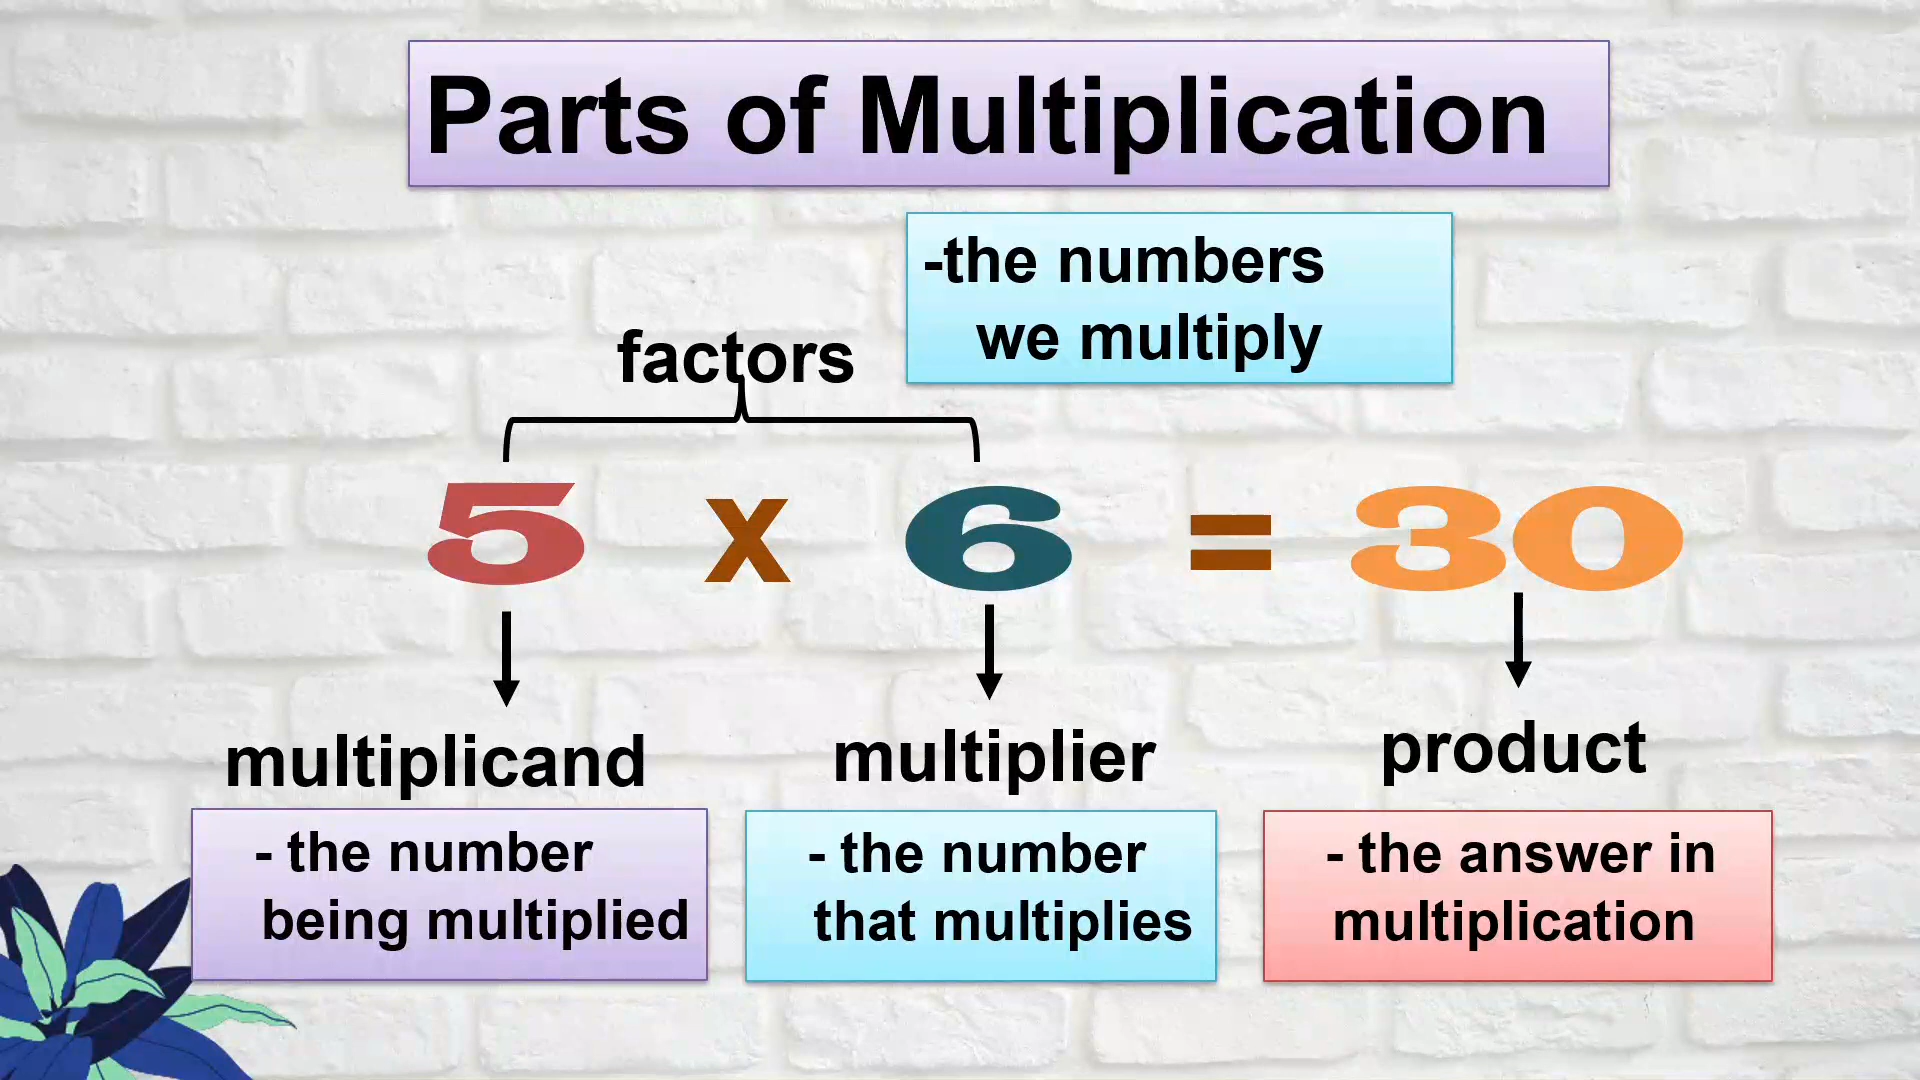 Parts of Multiplication
-the numbers
we multiply
factors
5 x 6 = 30
multiplicand
multiplier
product
- the number
being multiplied
- the number
that multiplies
- the answer in
multiplication